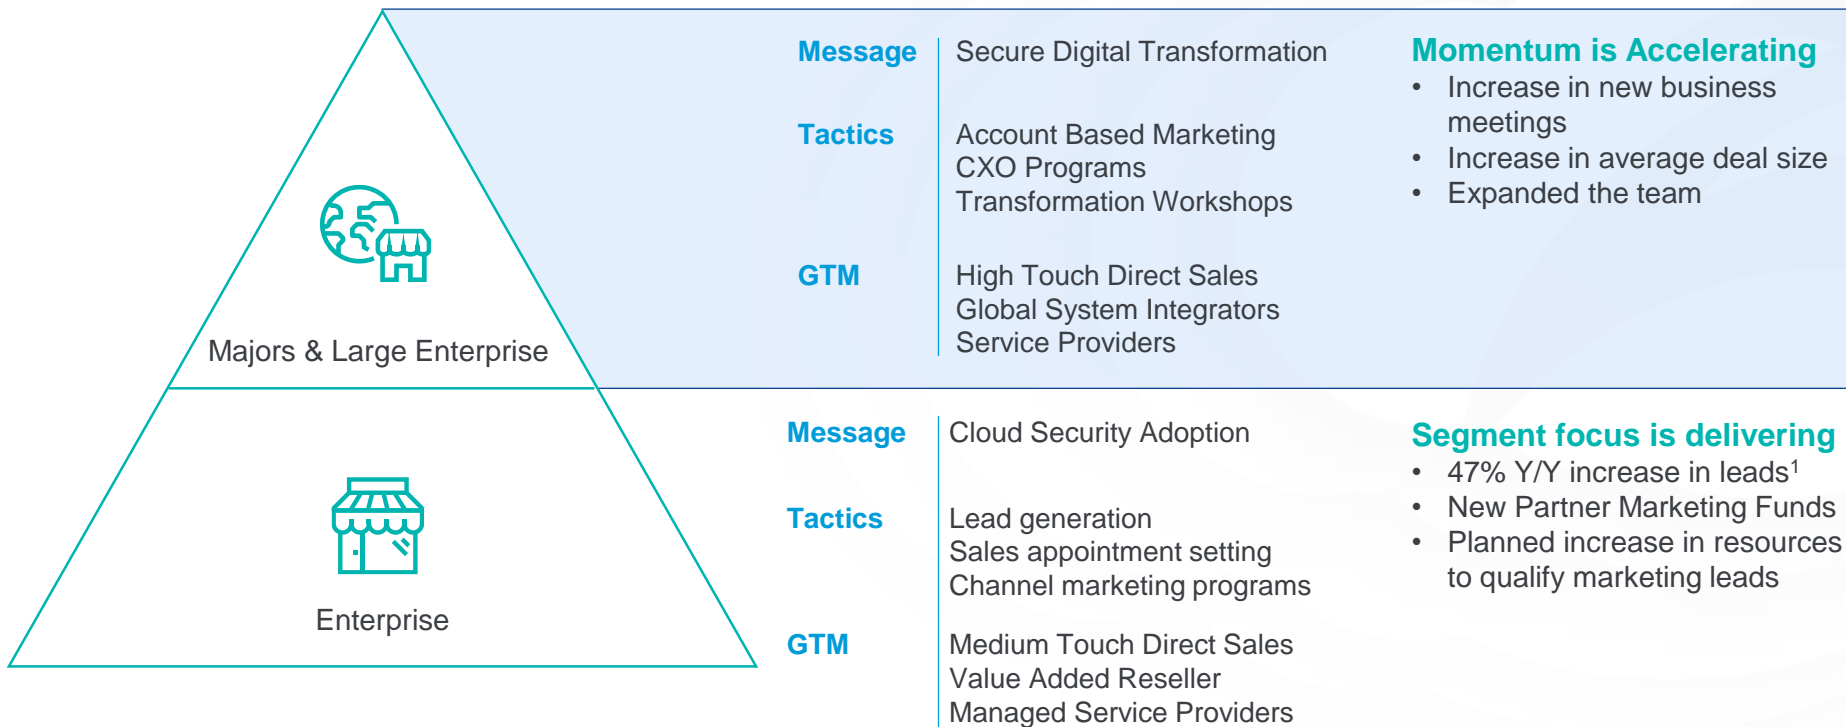 Majors & Large Enterprise
Message
Secure Digital Transformation
Tactics
Account Based Marketing
CXO Programs
Transformation Workshops
GTM
High Touch Direct Sales
Global System Integrators
Service Providers
Momentum is Accelerating
• Increase in new business
meetings
• Increase in average deal size
• Expanded the team
Enterprise
Message
Cloud Security Adoption
Tactics
Lead generation
Sales appointment setting
Channel marketing programs
GTM
Medium Touch Direct Sales
Value Added Reseller
Managed Service Providers
Segment focus is delivering
• 47% Y/Y increase in leads¹
• New Partner Marketing Funds
• Planned increase in resources
to qualify marketing leads